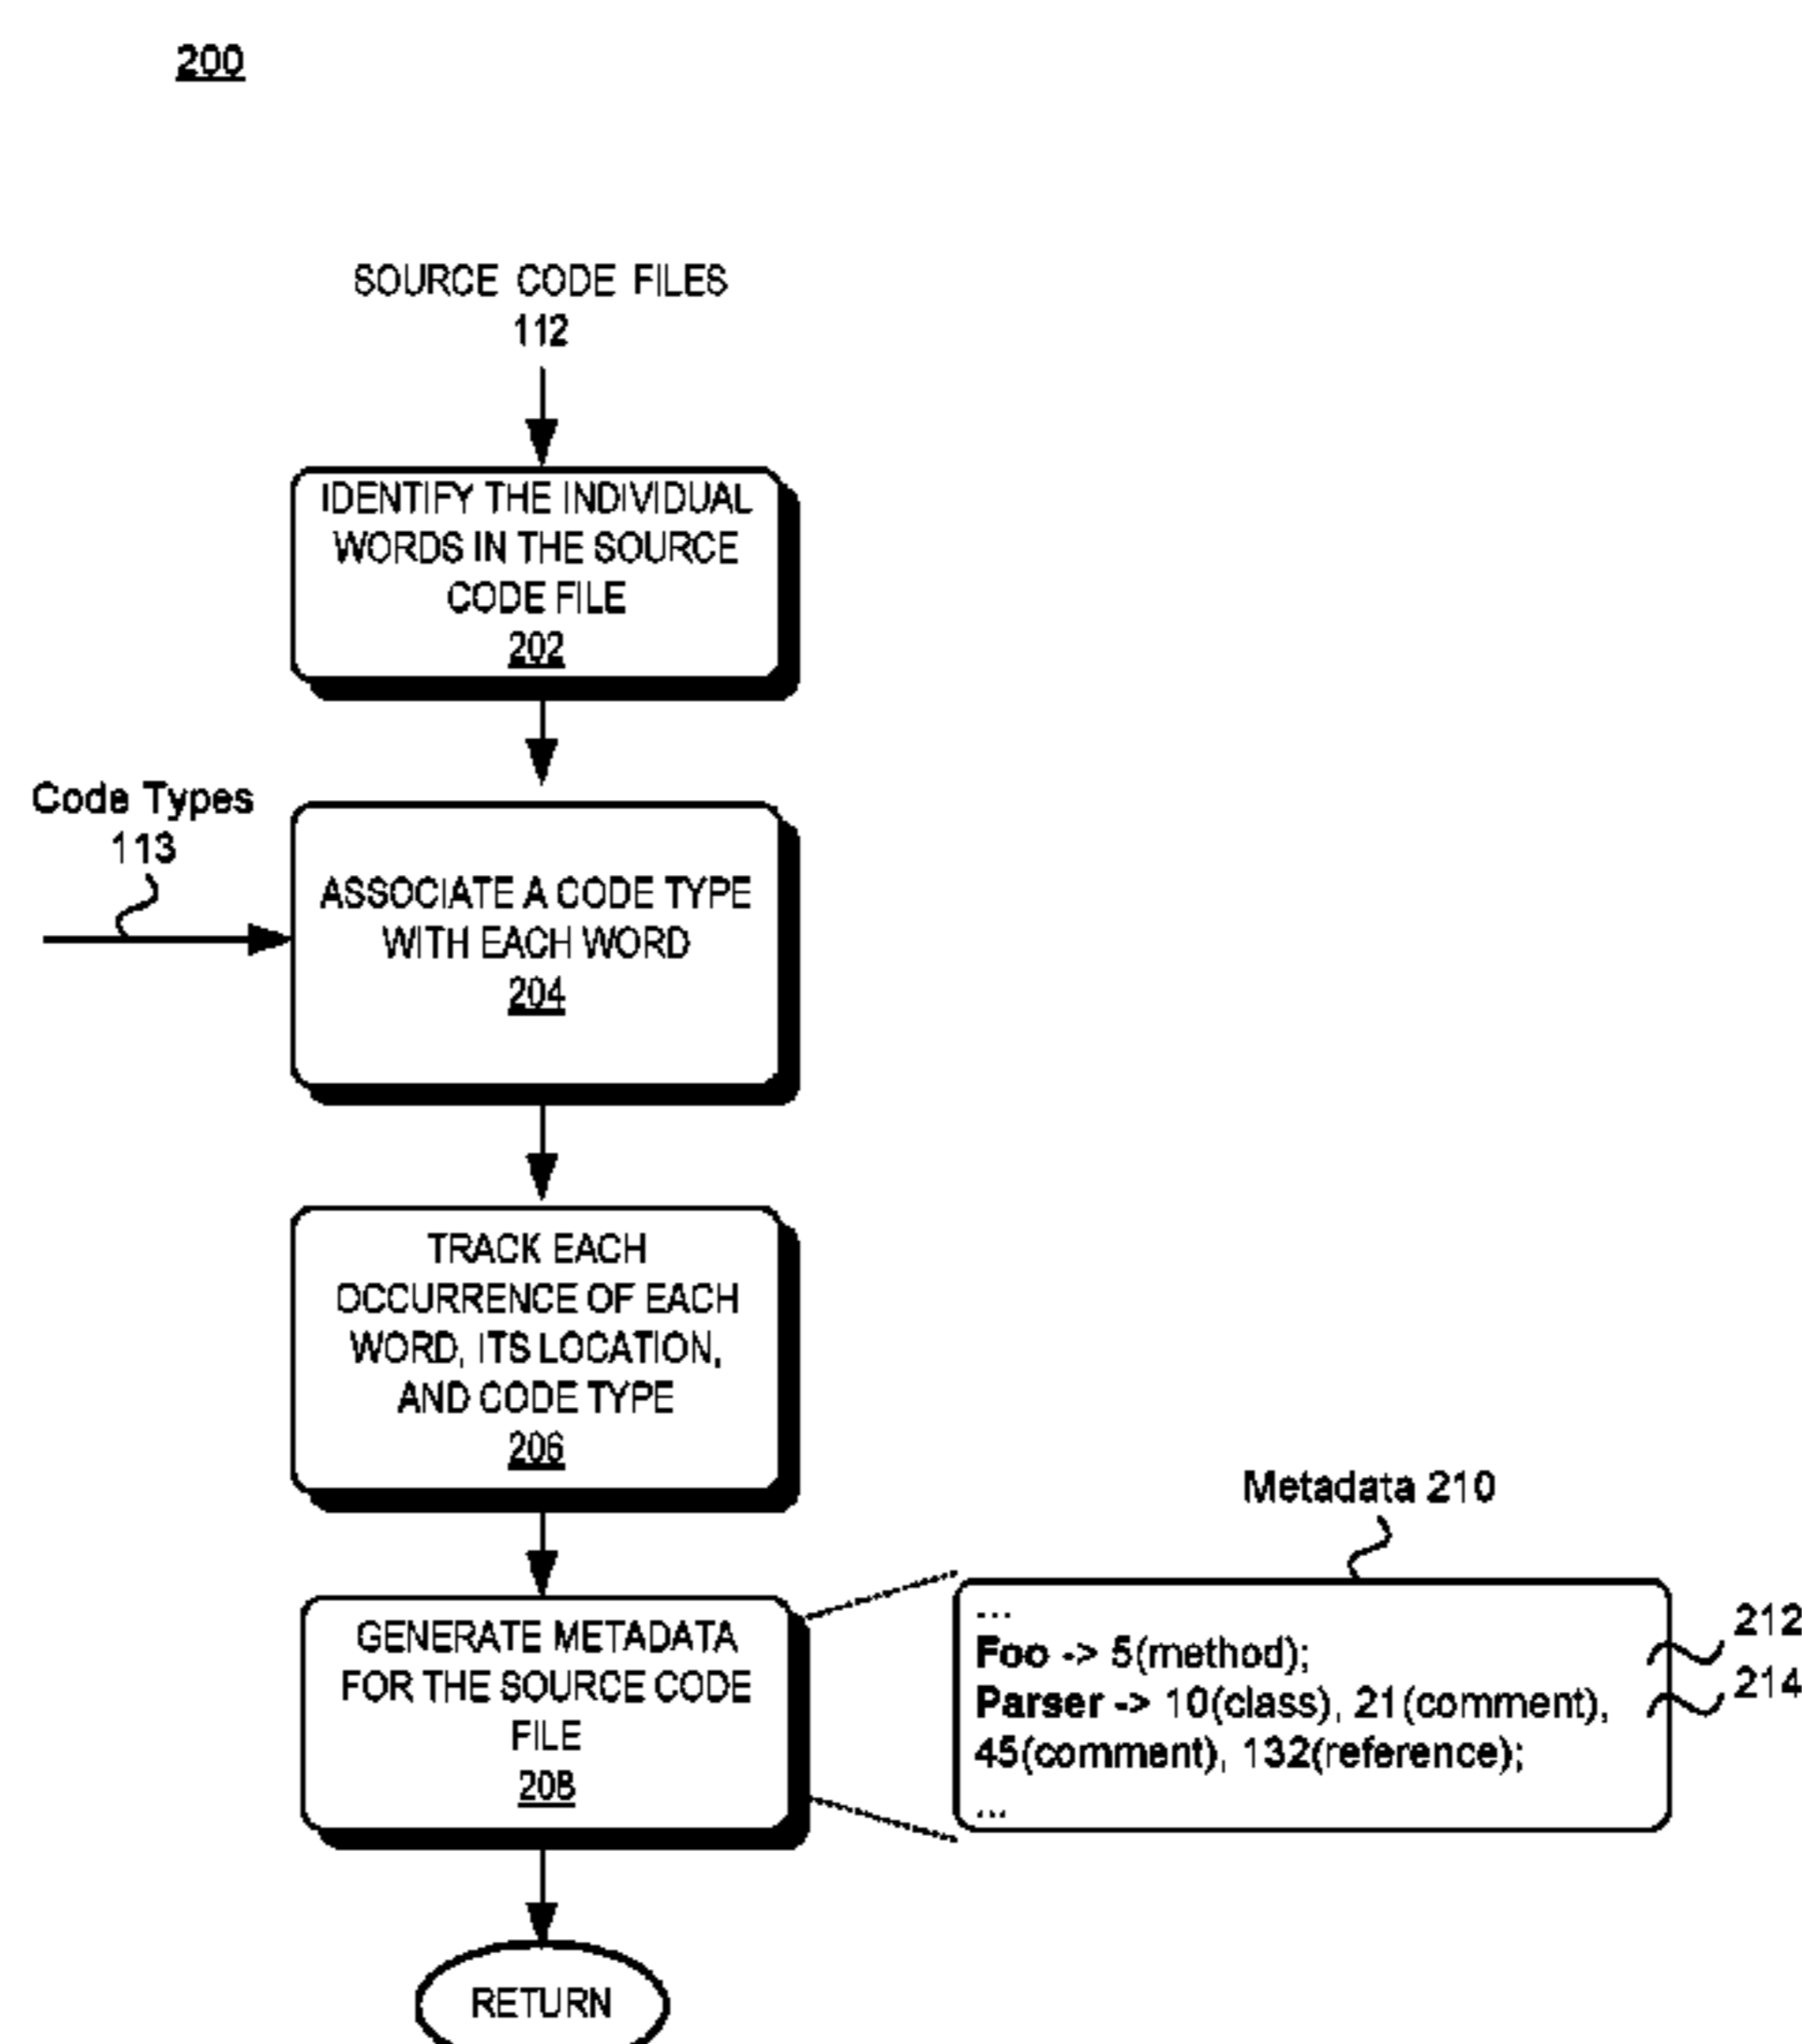 200
SOURCE CODE FILES
112
IDENTIFY THE INDIVIDUAL
WORDS IN THE SOURCE
CODE FILE
202
Code Types
113
ASSOCIATE A CODE TYPE
WITH EACH WORD
204
TRACK EACH
OCCURRENCE OF EACH
WORD, ITS LOCATION,
AND CODE TYPE
206
GENERATE METADATA
FOR THE SOURCE CODE
FILE
208
Metadata 210
...
Foo -> 5(method);
Parser -> 10(class), 21(comment),
45(comment), 132(reference);
...
212
214
RETURN